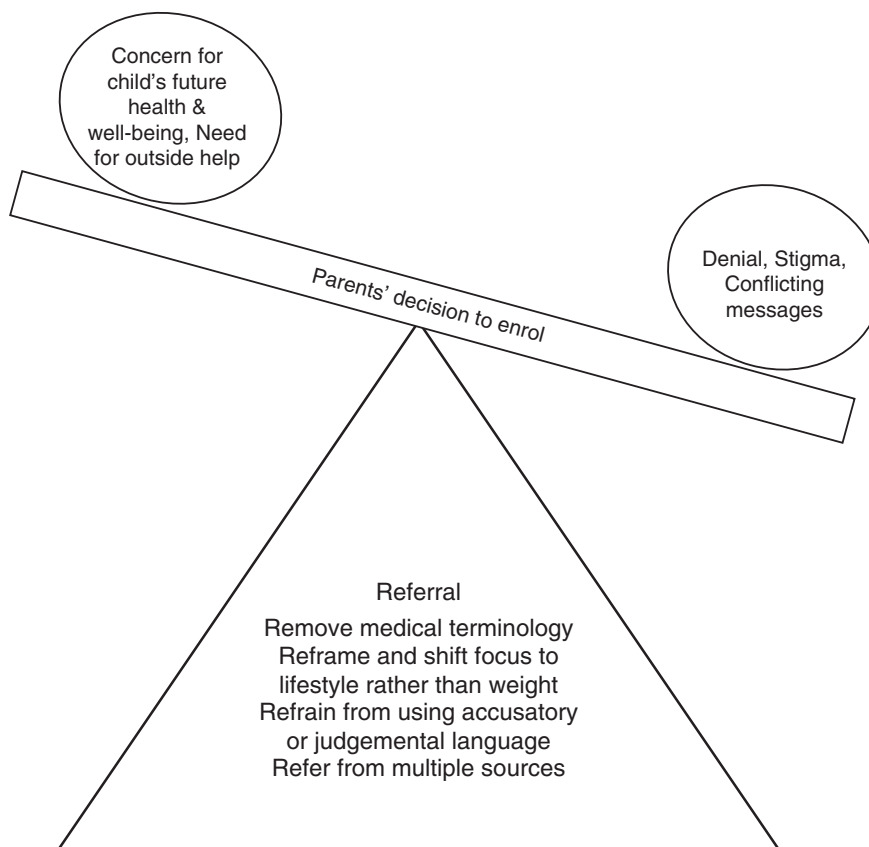 Concern for
child's future
health &
well-being, Need
for outside help
Denial, Stigma,
Conflicting
messages
Parents' decision to enrol
Referral
Remove medical terminology
Reframe and shift focus to
lifestyle rather than weight
Refrain from using accusatory
or judgemental language
Refer from multiple sources